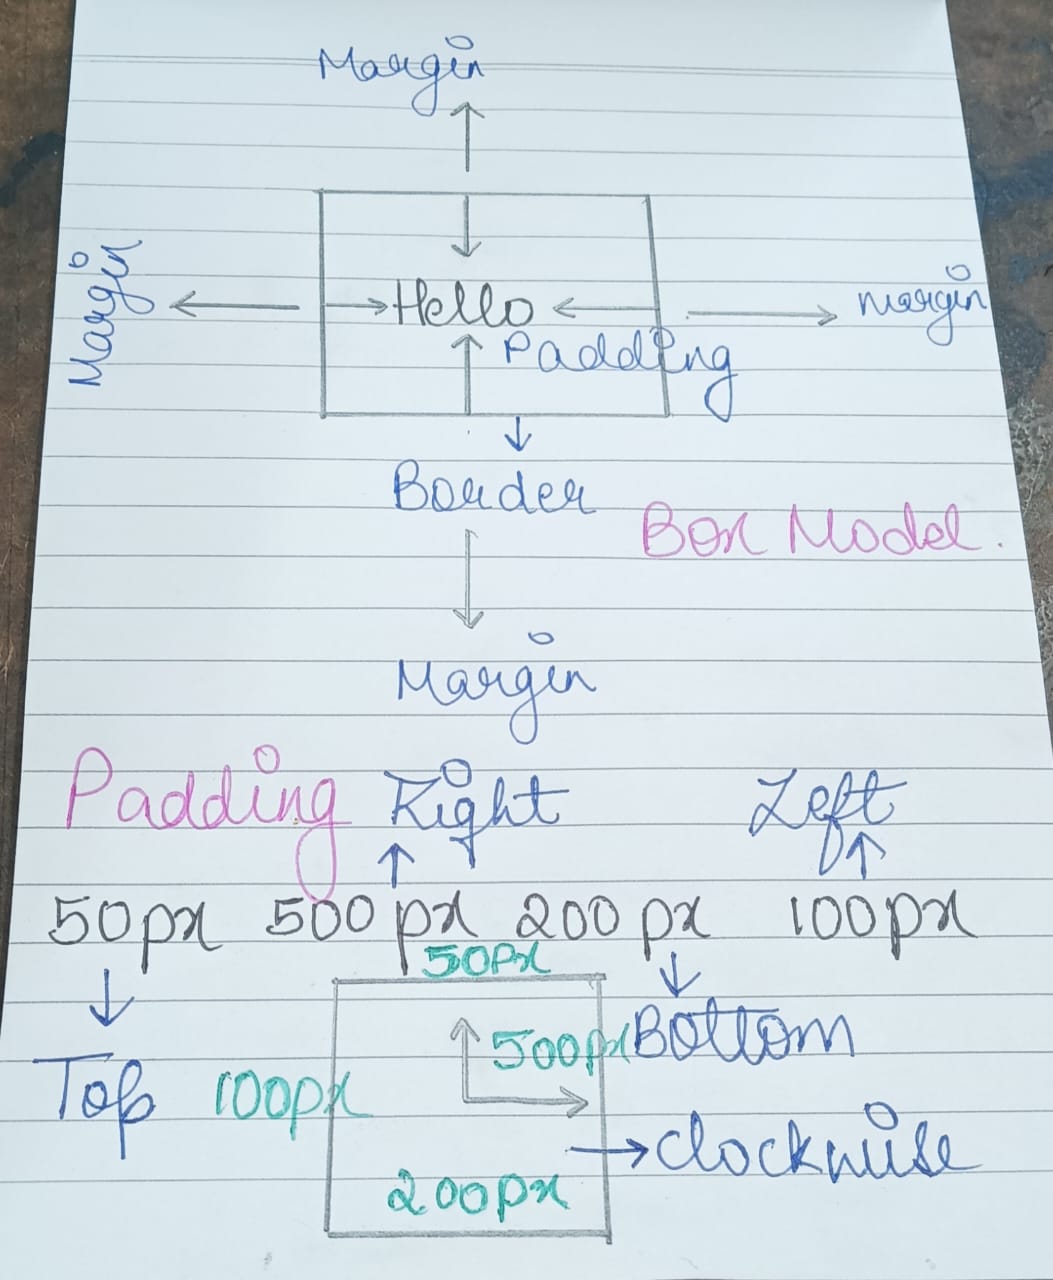 Margin
Margin
Hello
margin
Padding
Border
Box Model.
Margin
Padding Right Left
50px 500px 200px 100px
50px
500px Bottom
Top 100px
clockwise
200px